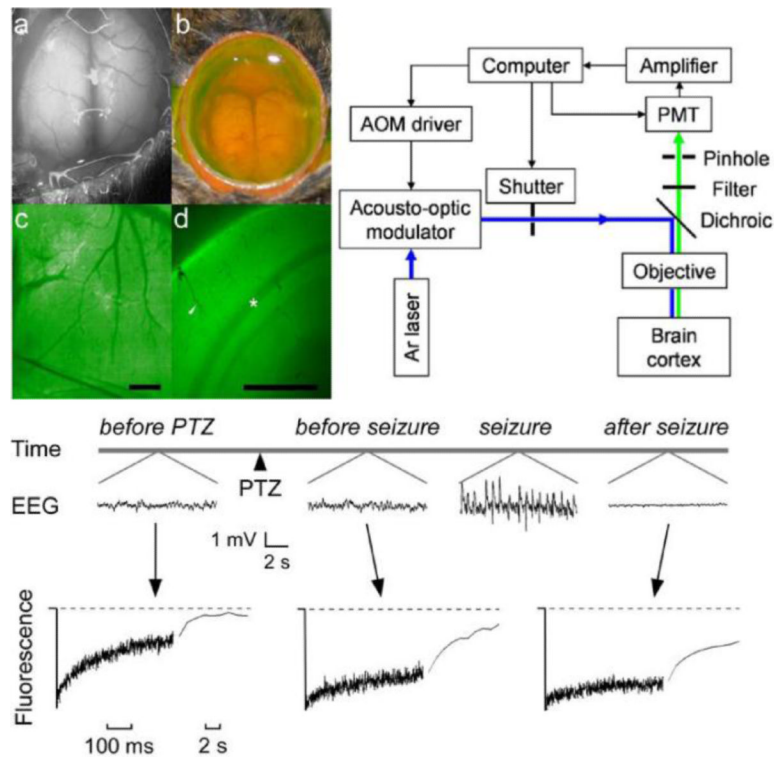 a
b
c
d
*
Computer
Amplifier
AOM driver
PMT
Pinhole
Shutter
Filter
Acousto-optic
modulator
Dichroic
Objective
Ar laser
Brain
cortex
before PTZ
before seizure
seizure
after seizure
Time
PTZ
EEG
1 mV
2 s
Fluorescence
100 ms
2 s